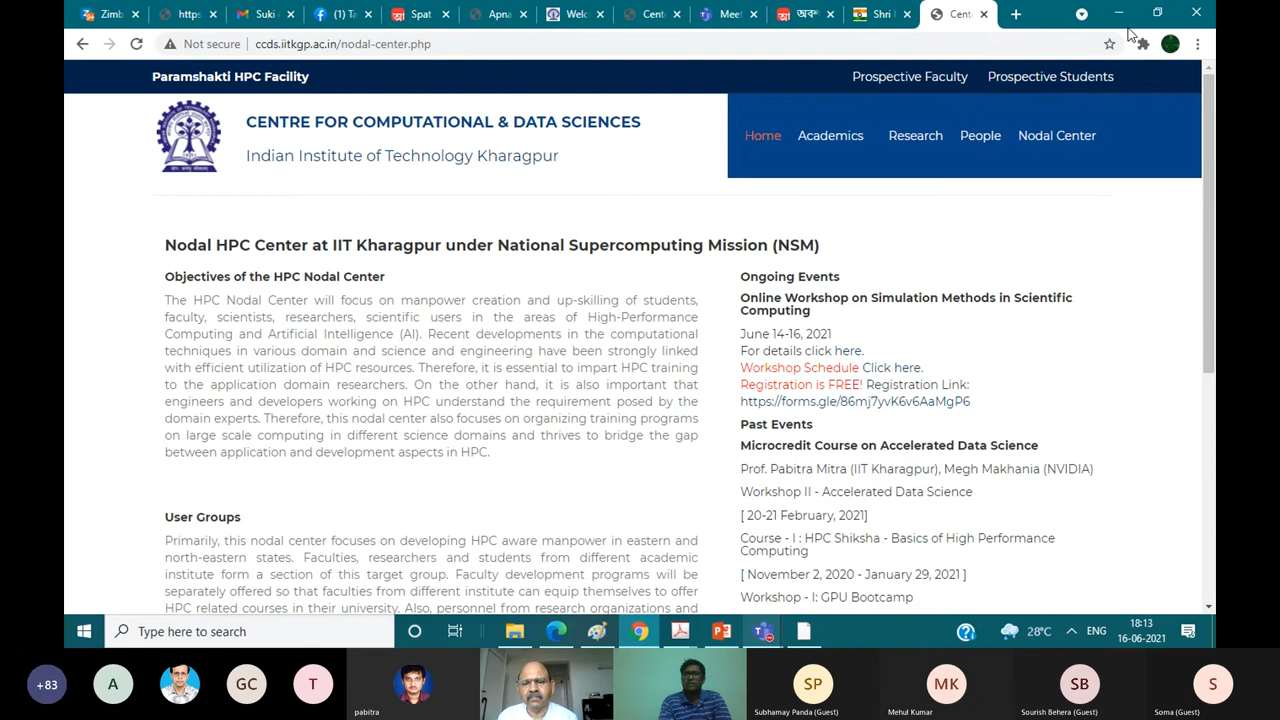 Zimb
https
Suki
(1) Ta
Spat
Apna
Welc
Cente
Meet
অবশ
Shri
Cent
Not secure
ccds.iitkgp.ac.in/nodal-center.php
Paramshakti HPC Facility
Prospective Faculty
Prospective Students
CENTRE FOR COMPUTATIONAL & DATA SCIENCES
Indian Institute of Technology Kharagpur
Home Academics Research People Nodal Center
Nodal HPC Center at IIT Kharagpur under National Supercomputing Mission (NSM)
Objectives of the HPC Nodal Center
The HPC Nodal Center will focus on manpower creation and up-skilling of students,
faculty, scientists, researchers, scientific users in the areas of High-Performance
Computing and Artificial Intelligence (AI). Recent developments in the computational
techniques in various domain and science and engineering have been strongly linked
with efficient utilization of HPC resources. Therefore, it is essential to impart HPC training
to the application domain researchers. On the other hand, it is also important that
engineers and developers working on HPC understand the requirement posed by the
domain experts. Therefore, this nodal center also focuses on organizing training programs
on large scale computing in different science domains and thrives to bridge the gap
between application and development aspects in HPC.
User Groups
Primarily, this nodal center focuses on developing HPC aware manpower in eastern and
north-eastern states. Faculties, researchers and students from different academic
institute form a section of this target group. Faculty development programs will be
separately offered so that faculties from different institute can equip themselves to offer
HPC related courses in their university. Also, personnel from research organizations and
Ongoing Events
Online Workshop on Simulation Methods in Scientific
Computing
June 14-16, 2021
For details click here.
Workshop Schedule Click here.
Registration is FREE! Registration Link:
https://forms.gle/86mj7yvK6v6AaMgP6
Past Events
Microcredit Course on Accelerated Data Science
Prof. Pabitra Mitra (IIT Kharagpur), Megh Makhania (NVIDIA)
Workshop II - Accelerated Data Science
[ 20-21 February, 2021]
Course - I : HPC Shiksha - Basics of High Performance
Computing
[ November 2, 2020 - January 29, 2021 ]
Workshop - I: GPU Bootcamp
Type here to search
28°C
ENG
18:13
16-06-2021
+83
A
GC
T
pabitra
SP
Subhamay Panda (Guest)
MK
Mehul Kumar
SB
Sourish Behera (Guest)
S
Soma (Guest)